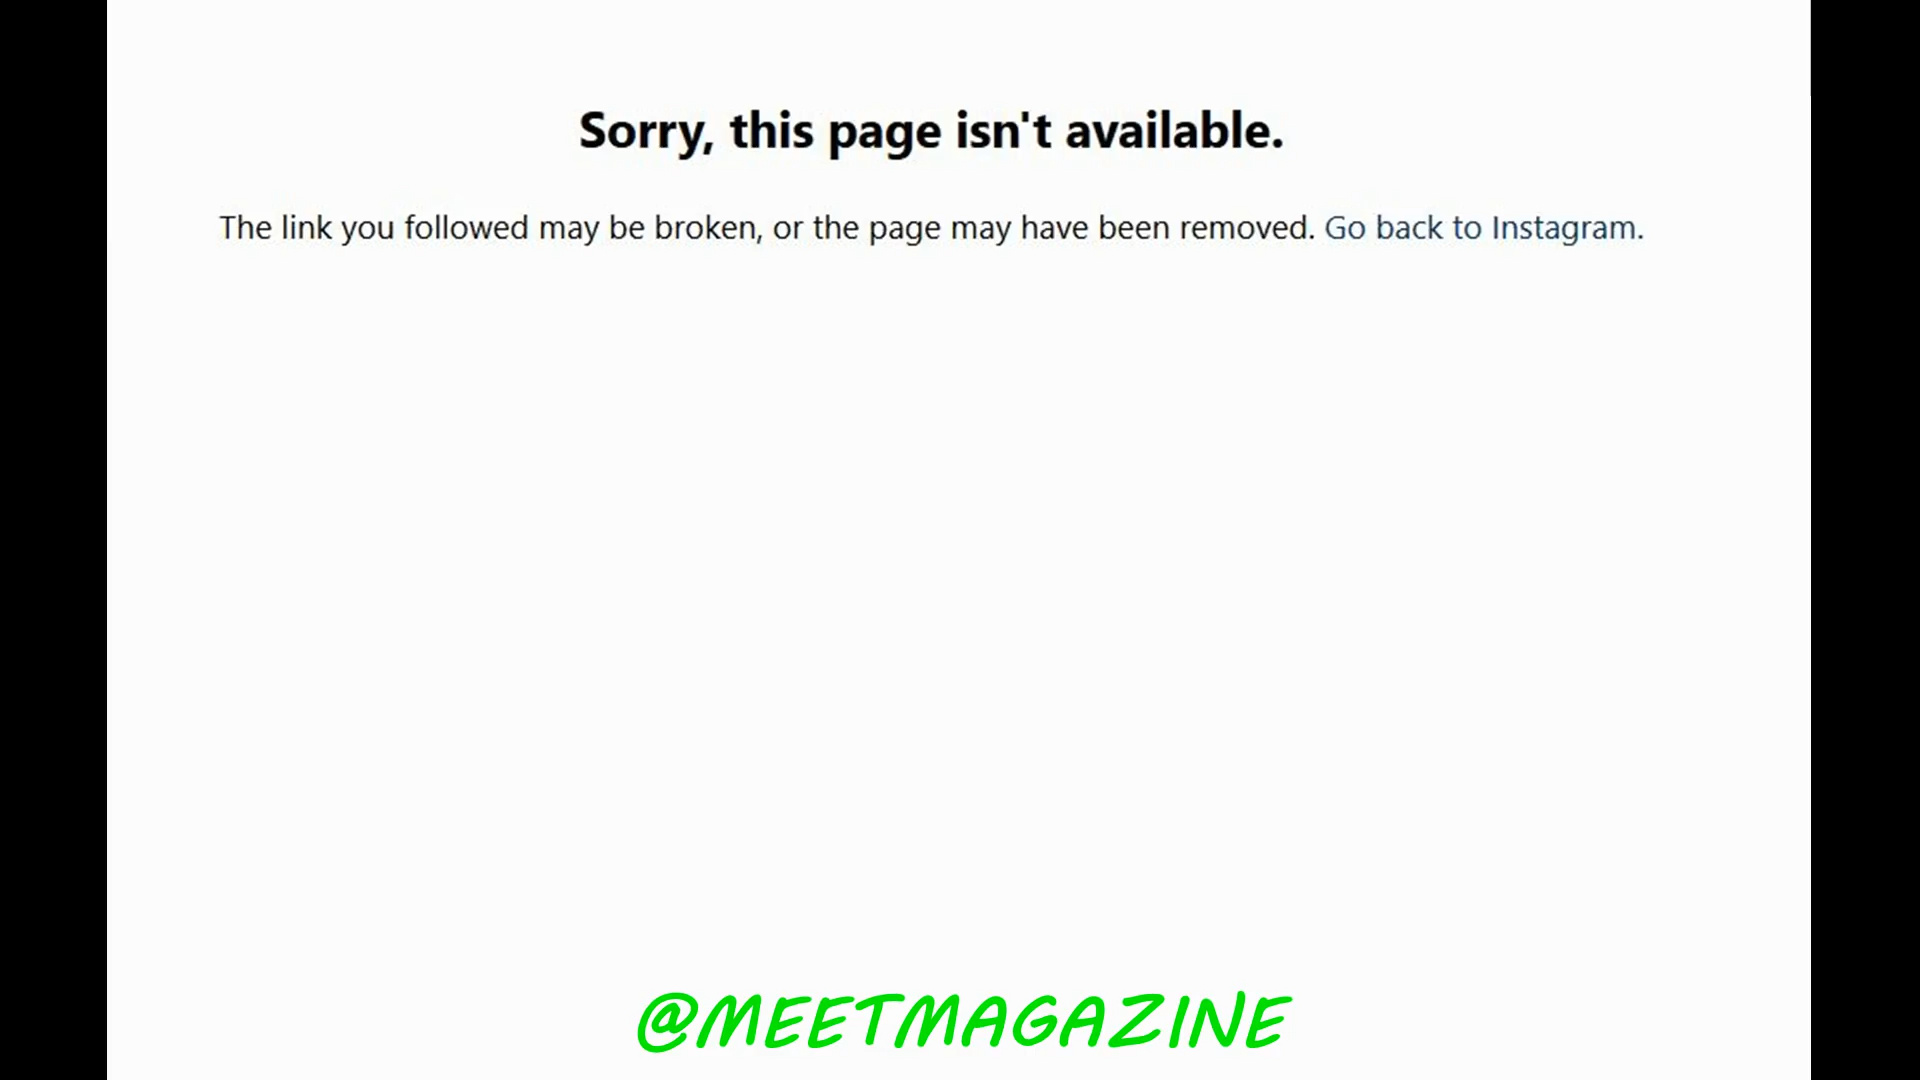 Sorry, this page isn't available.
The link you followed may be broken, or the page may have been removed. Go back to Instagram.
@MEETMAGAZINE